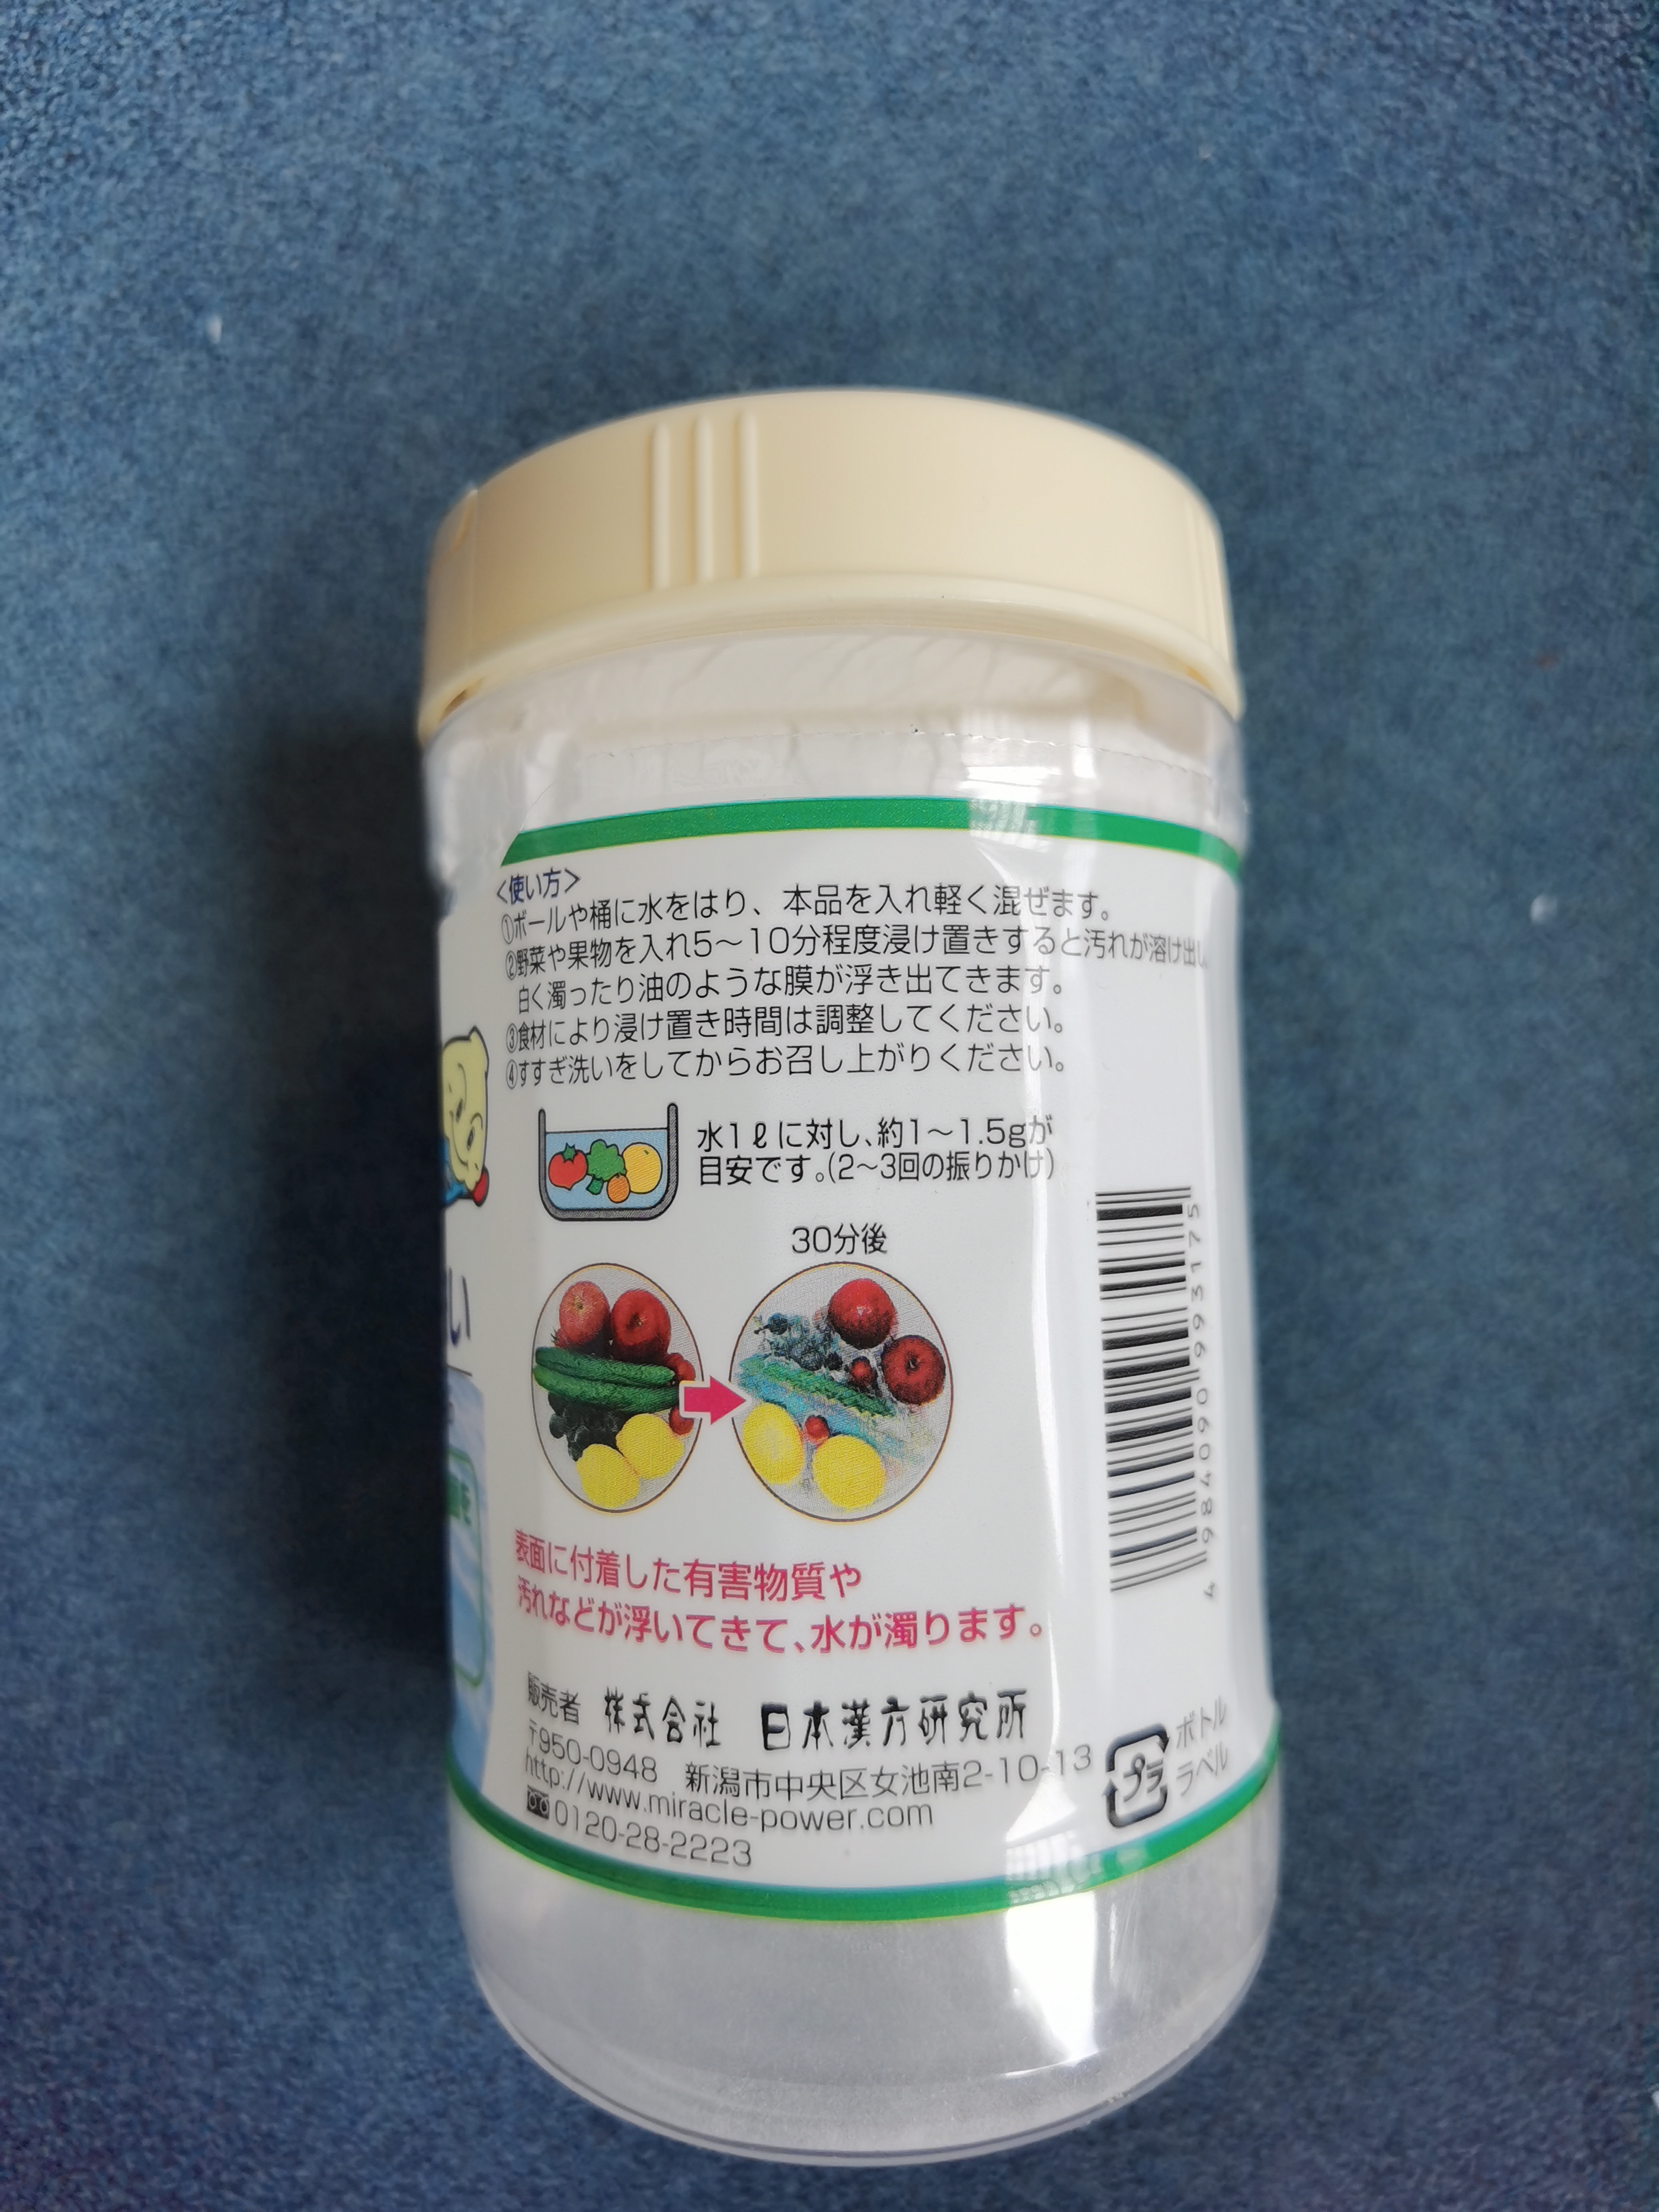 <使い方>
①ボールや桶に水をはり、本品を入れ軽く混ぜます。
②野菜や果物を入れ5～10分程度浸け置きすると汚れが溶け出し
白く濁ったり油のような膜が浮き出てきます。
③食材により浸け置き時間は調整してください。
④すすぎ洗いをしてからお召し上がりください。
水1ℓに対し、約1～1.5gが
目安です。(2～3回の振りかけ)
30分後
表面に付着した有害物質や
汚れなどが浮いてきて、水が濁ります。
販売者 株式会社 日本漢方研究所
〒950-0948 新潟市中央区女池南2-10-13
http://www.miracle-power.com
0120-28-2223
4 984090 993175
プラ
ボトル
ラベル
い
を